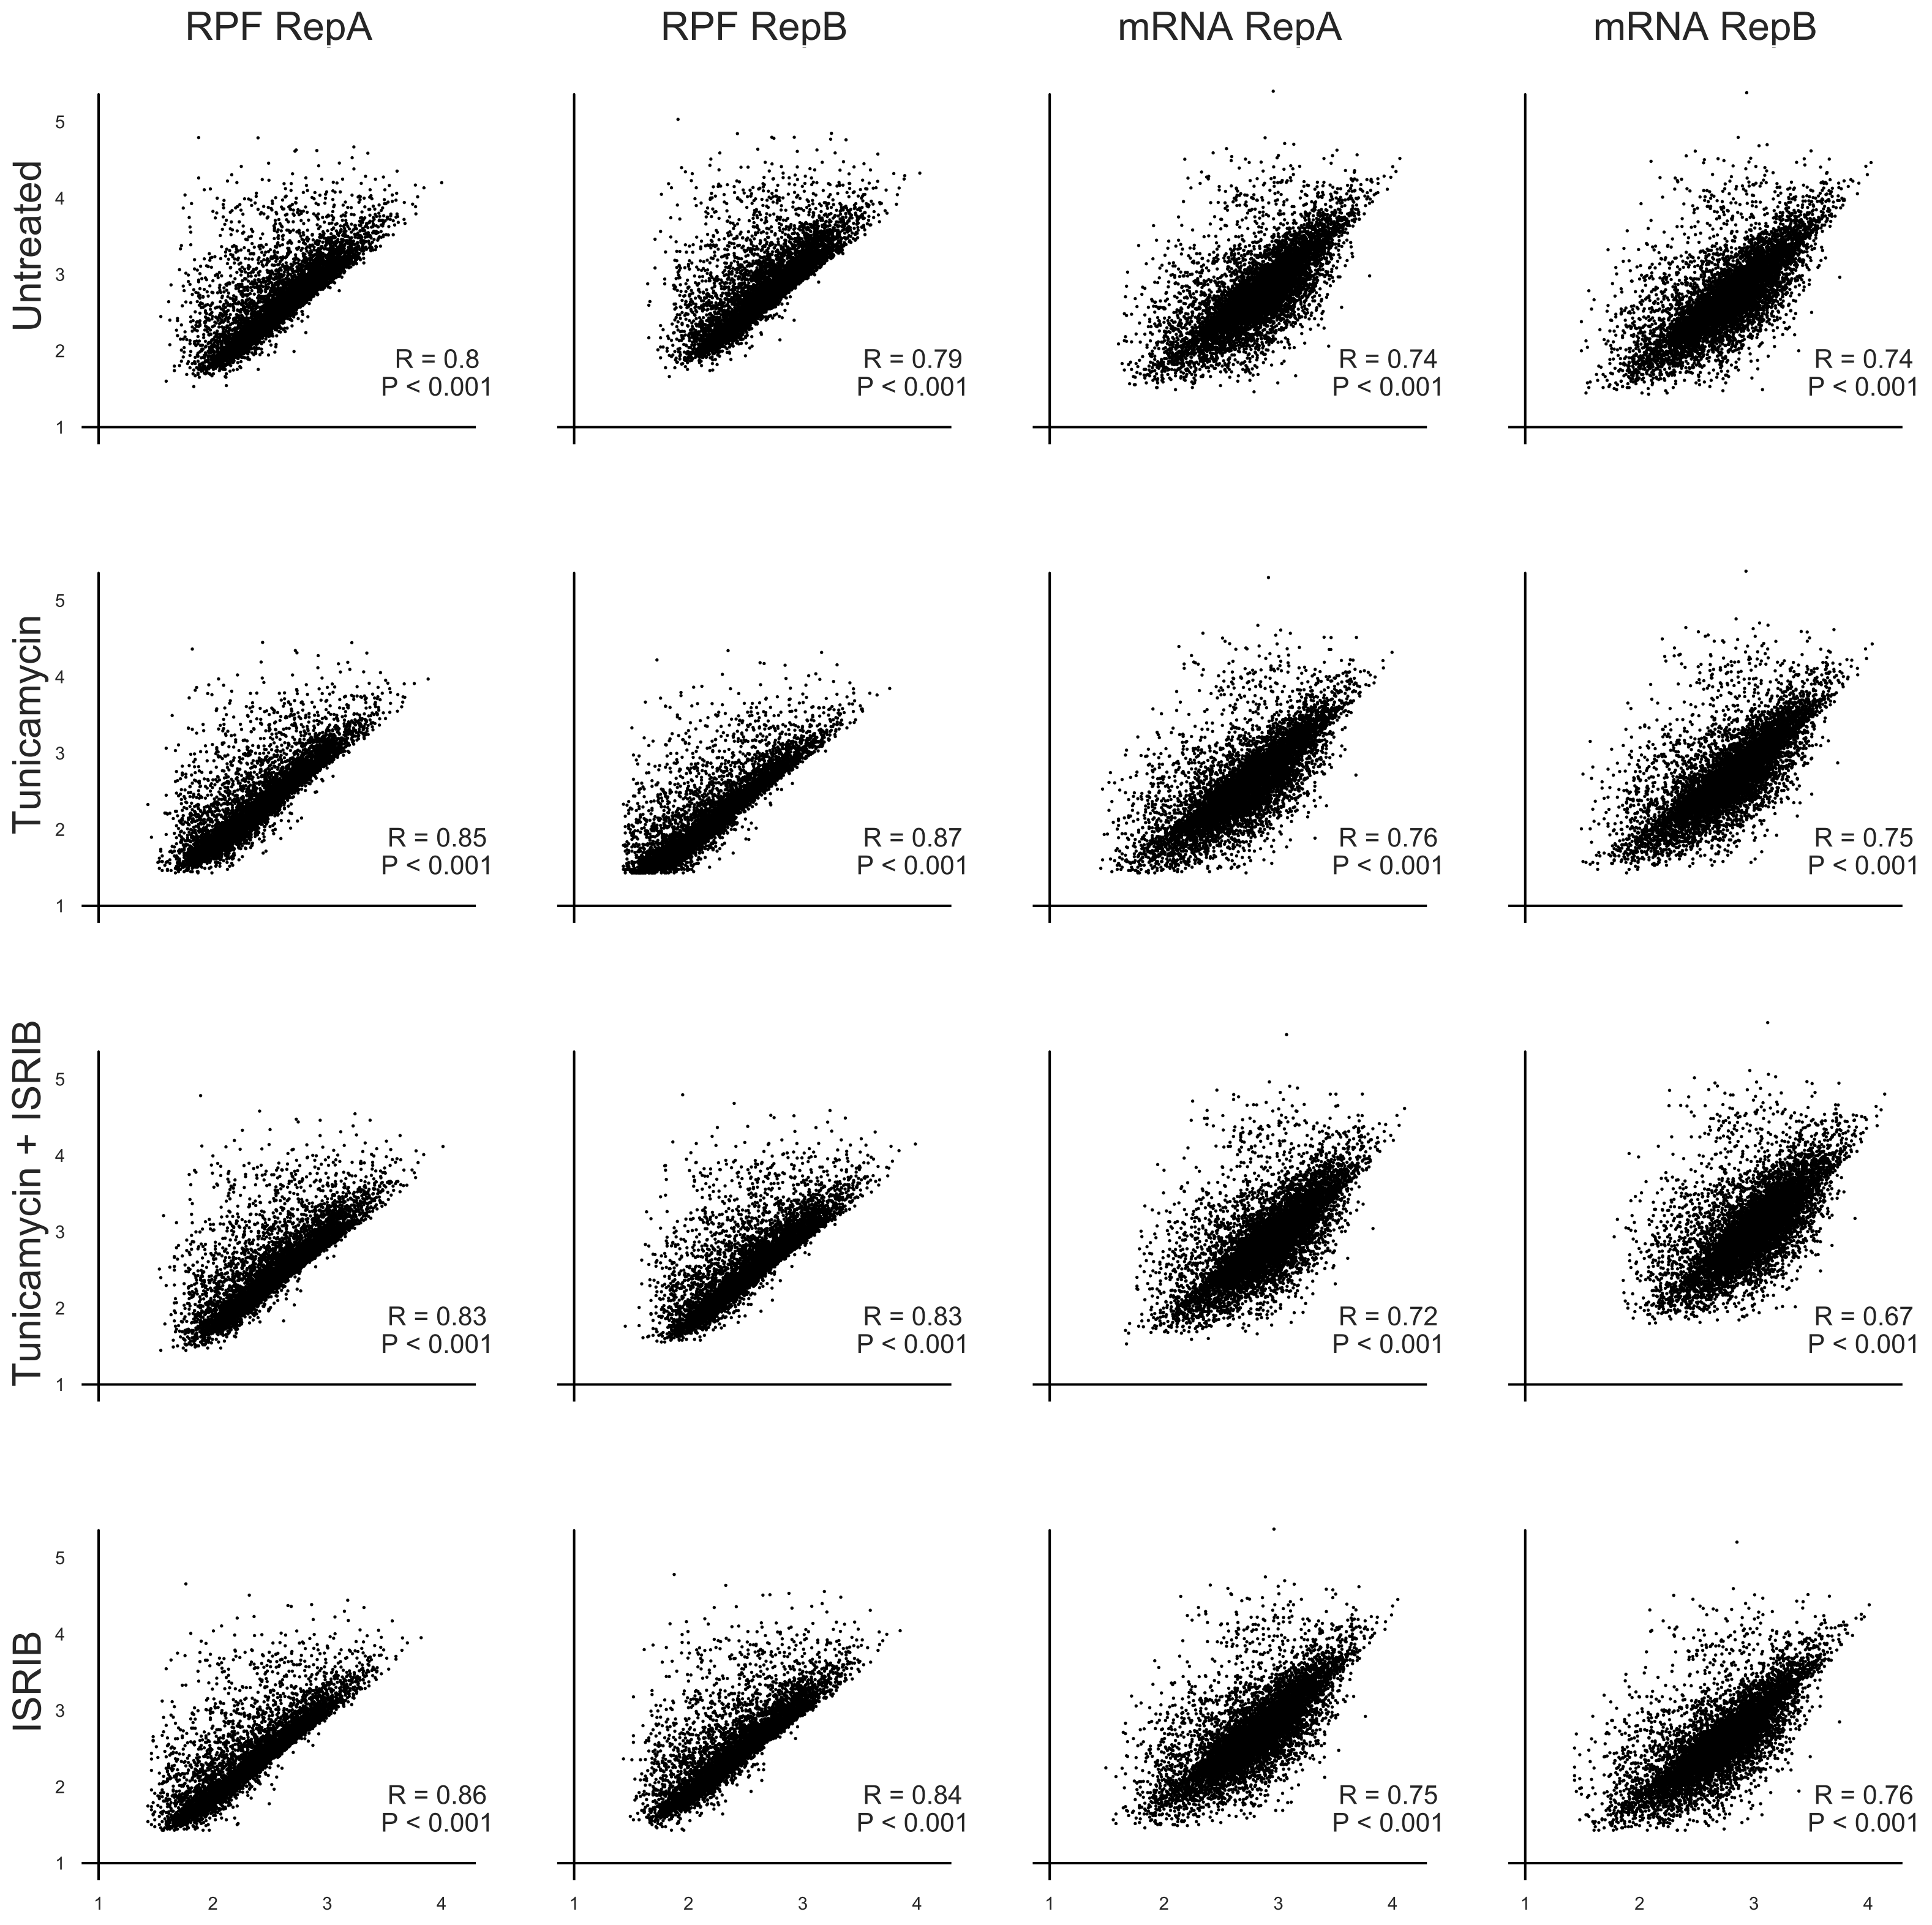 RPF RepA
RPF RepB
mRNA RepA
mRNA RepB
Untreated
5
4
3
2
1
R = 0.8
P < 0.001
R = 0.79
P < 0.001
R = 0.74
P < 0.001
R = 0.74
P < 0.001
Tunicamycin
5
4
3
2
1
R = 0.85
P < 0.001
R = 0.87
P < 0.001
R = 0.76
P < 0.001
R = 0.75
P < 0.001
Tunicamycin + ISRIB
5
4
3
2
1
R = 0.83
P < 0.001
R = 0.83
P < 0.001
R = 0.72
P < 0.001
R = 0.67
P < 0.001
ISRIB
5
4
3
2
1
R = 0.86
P < 0.001
R = 0.84
P < 0.001
R = 0.75
P < 0.001
R = 0.76
P < 0.001
1 2 3 4
1 2 3 4
1 2 3 4
1 2 3 4